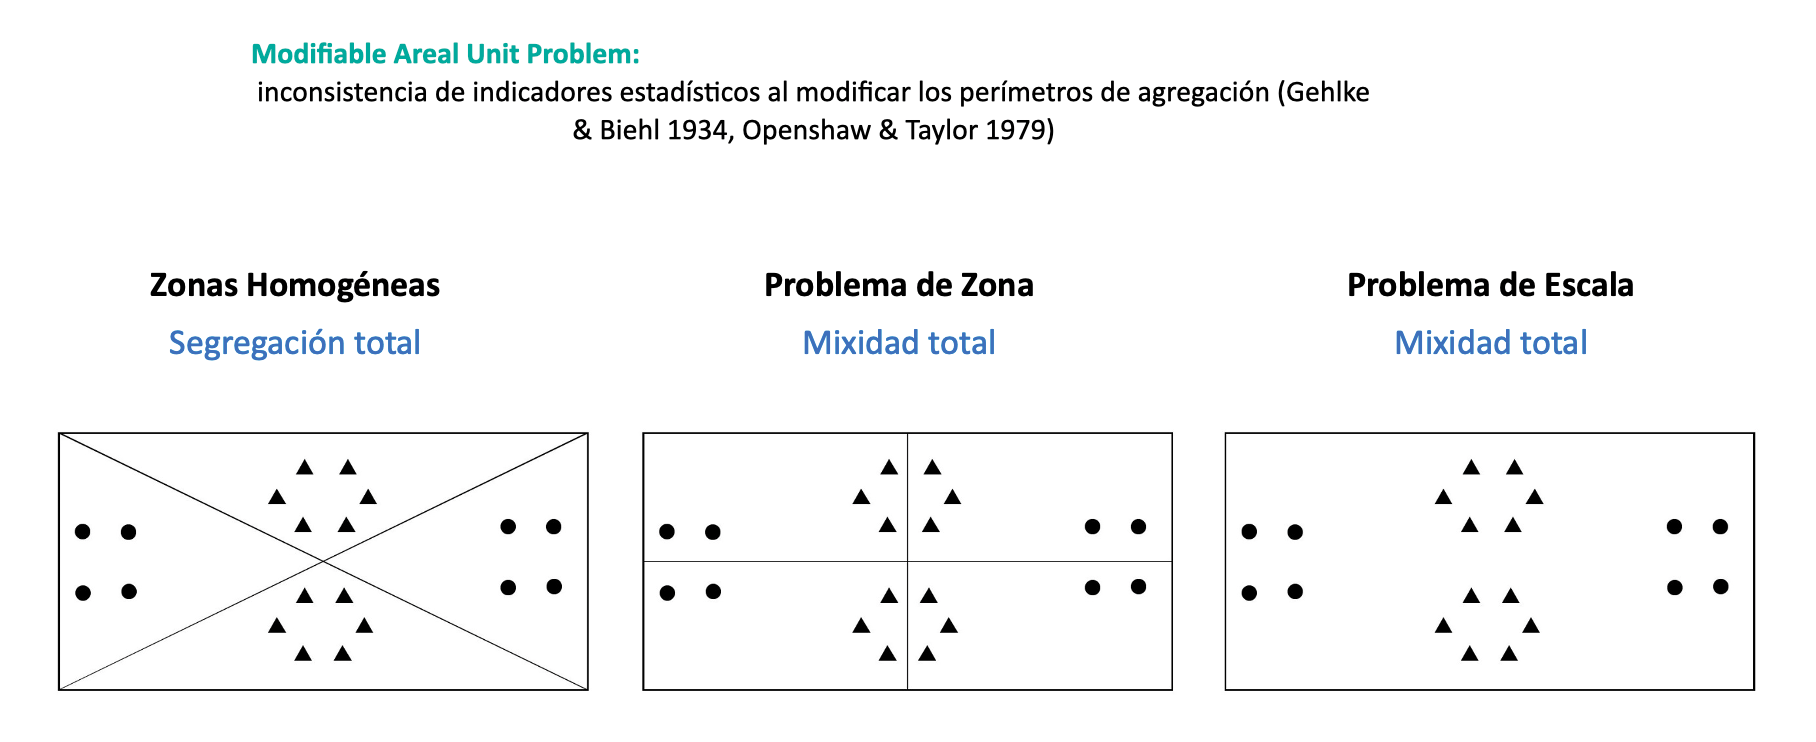 Modifiable Areal Unit Problem:
inconsistencia de indicadores estadísticos al modificar los perímetros de agregación (Gehlke
& Biehl 1934, Openshaw & Taylor 1979)
Zonas Homogéneas
Segregación total
Problema de Zona
Mixidad total
Problema de Escala
Mixidad total